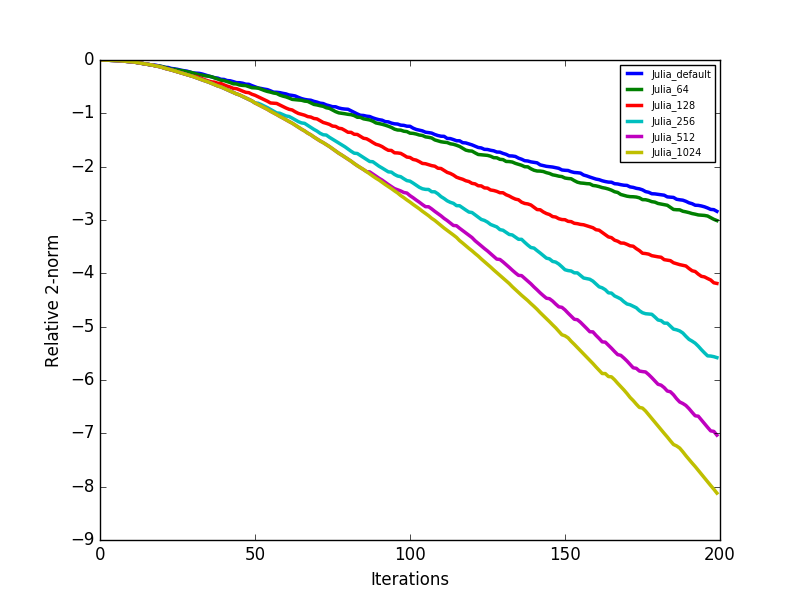 0
−1
−2
−3
−4
−5
−6
−7
−8
−9
Relative 2-norm
Julia_default
Julia_64
Julia_128
Julia_256
Julia_512
Julia_1024
0
50
100
150
200
Iterations